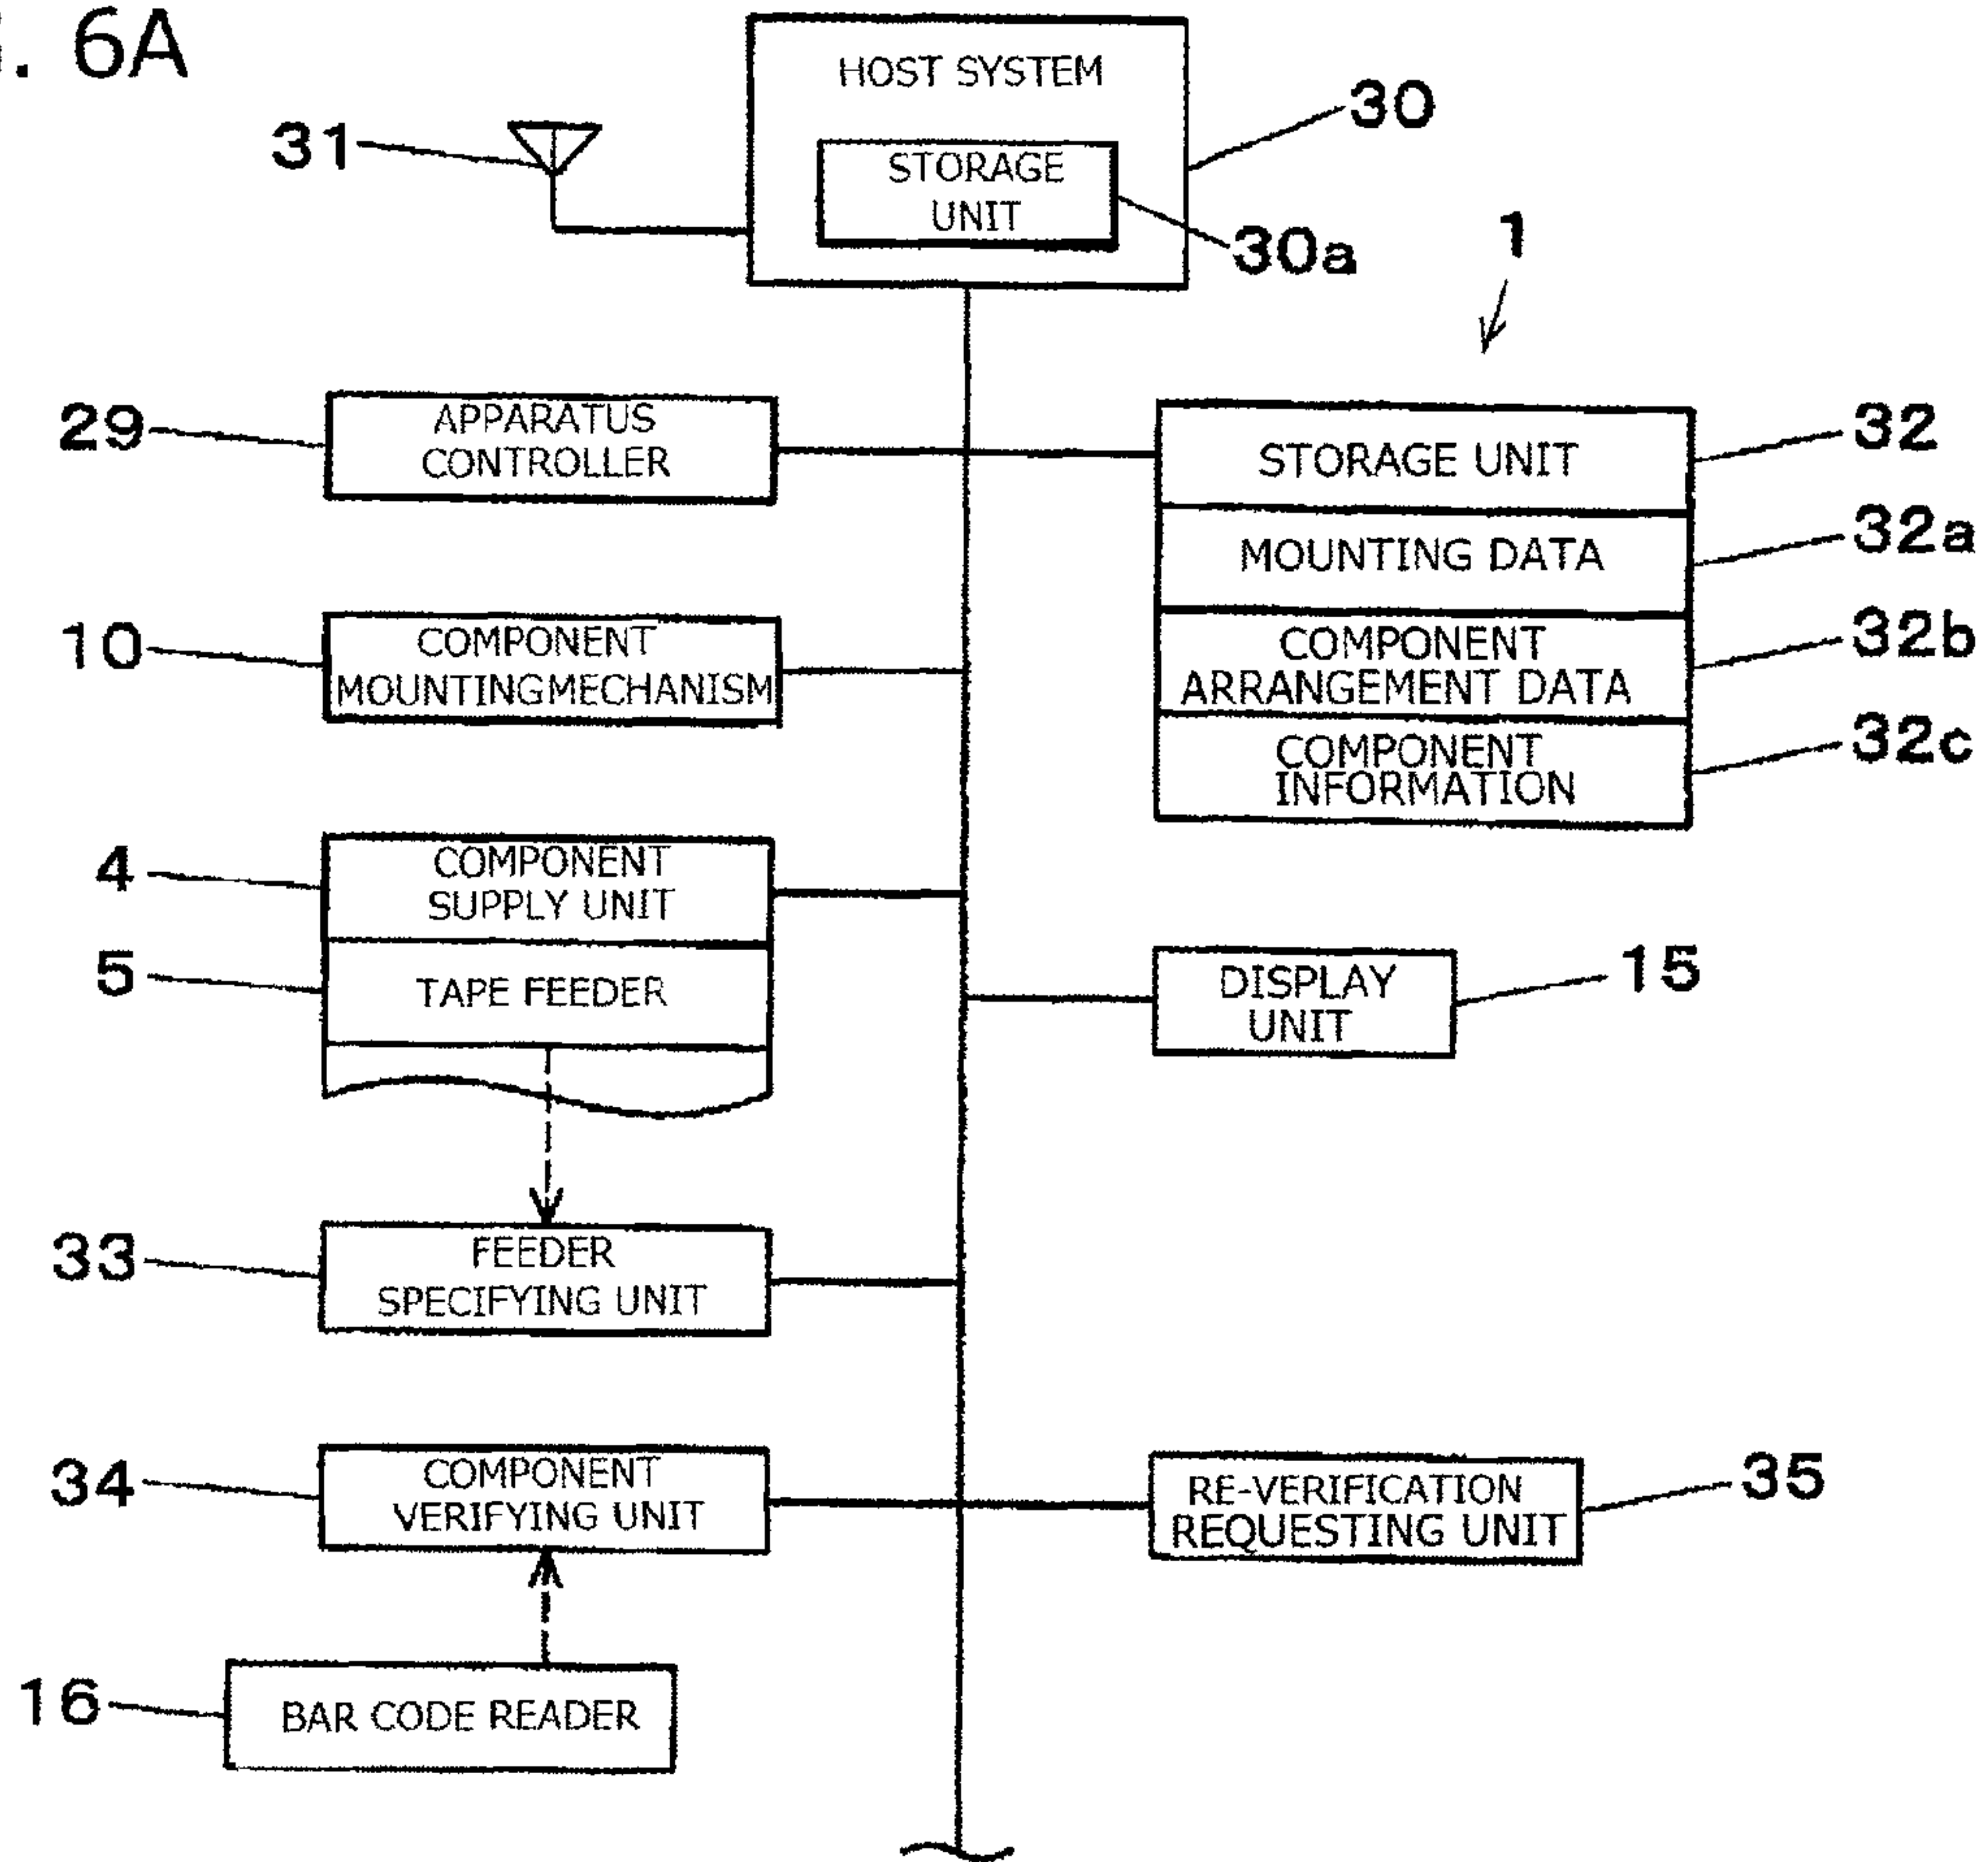 . 6A
HOST SYSTEM
30
31
STORAGE
UNIT
30a
1
29
APPARATUS
CONTROLLER
STORAGE UNIT
32
MOUNTING DATA
32a
10
COMPONENT
MOUNTINGMECHANISM
COMPONENT
ARRANGEMENT DATA
32b
COMPONENT
INFORMATION
32c
4
COMPONENT
SUPPLY UNIT
5
TAPE FEEDER
DISPLAY
UNIT
15
33
FEEDER
SPECIFYING UNIT
34
COMPONENT
VERIFYING UNIT
RE-VERIFICATION
REQUESTING UNIT
35
16
BAR CODE READER